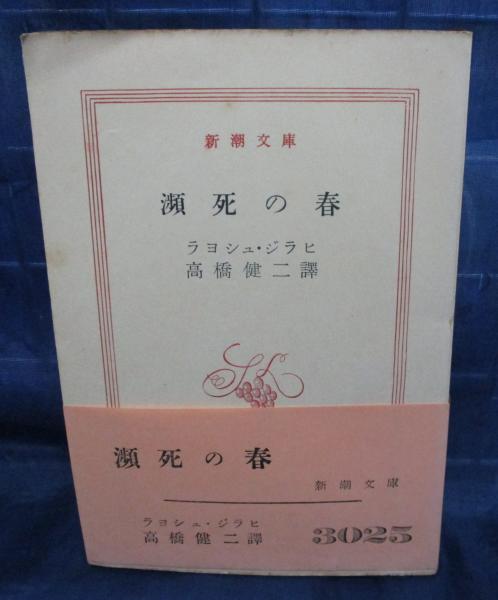 新潮文庫
瀕死の春
ラヨシュ・ジラヒ
高橋健二譯
瀕死の春
新潮文庫
ラヨシュ・ジラヒ
高橋健二譯
3025